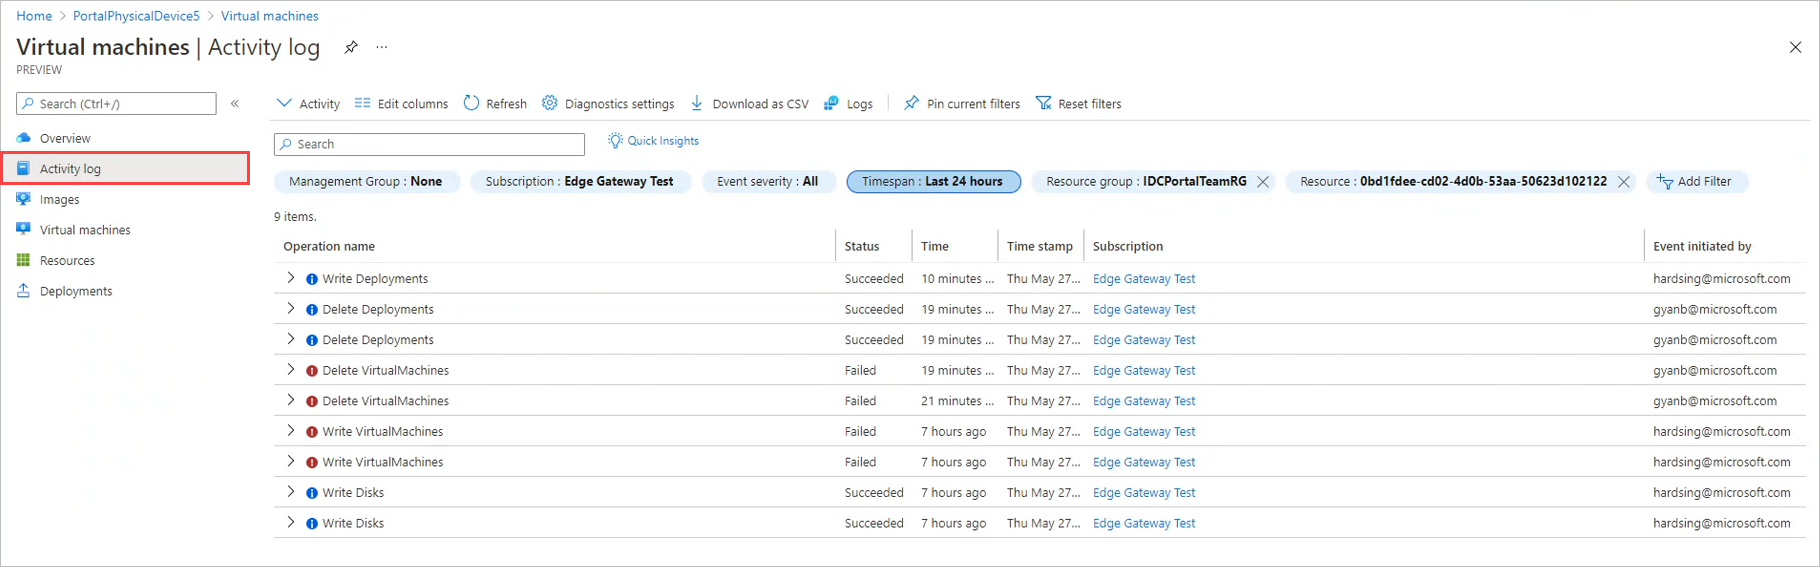 Home > PortalPhysicalDevice5 > Virtual machines
Virtual machines | Activity log ...
PREVIEW
Search (Ctrl+/) «
Overview
Activity log
Images
Virtual machines
Resources
Deployments
Activity Edit columns Refresh Diagnostics settings Download as CSV Logs Pin current filters Reset filters
Search Quick Insights
Management Group : None Subscription : Edge Gateway Test Event severity : All Timespan : Last 24 hours Resource group : IDCPortalTeamRG Resource : 0bd1fdee-cd02-4d0b-53aa-50623d102122 Add Filter
9 items.
Operation name Status Time Time stamp Subscription Event initiated by
Write Deployments Succeeded 10 minutes ... Thu May 27... Edge Gateway Test hardsing@microsoft.com
Delete Deployments Succeeded 19 minutes ... Thu May 27... Edge Gateway Test gyanb@microsoft.com
Delete Deployments Succeeded 19 minutes ... Thu May 27... Edge Gateway Test gyanb@microsoft.com
Delete VirtualMachines Failed 19 minutes ... Thu May 27... Edge Gateway Test gyanb@microsoft.com
Delete VirtualMachines Failed 21 minutes ... Thu May 27... Edge Gateway Test gyanb@microsoft.com
Write VirtualMachines Failed 7 hours ago Thu May 27... Edge Gateway Test hardsing@microsoft.com
Write VirtualMachines Failed 7 hours ago Thu May 27... Edge Gateway Test hardsing@microsoft.com
Write Disks Succeeded 7 hours ago Thu May 27... Edge Gateway Test hardsing@microsoft.com
Write Disks Succeeded 7 hours ago Thu May 27... Edge Gateway Test hardsing@microsoft.com